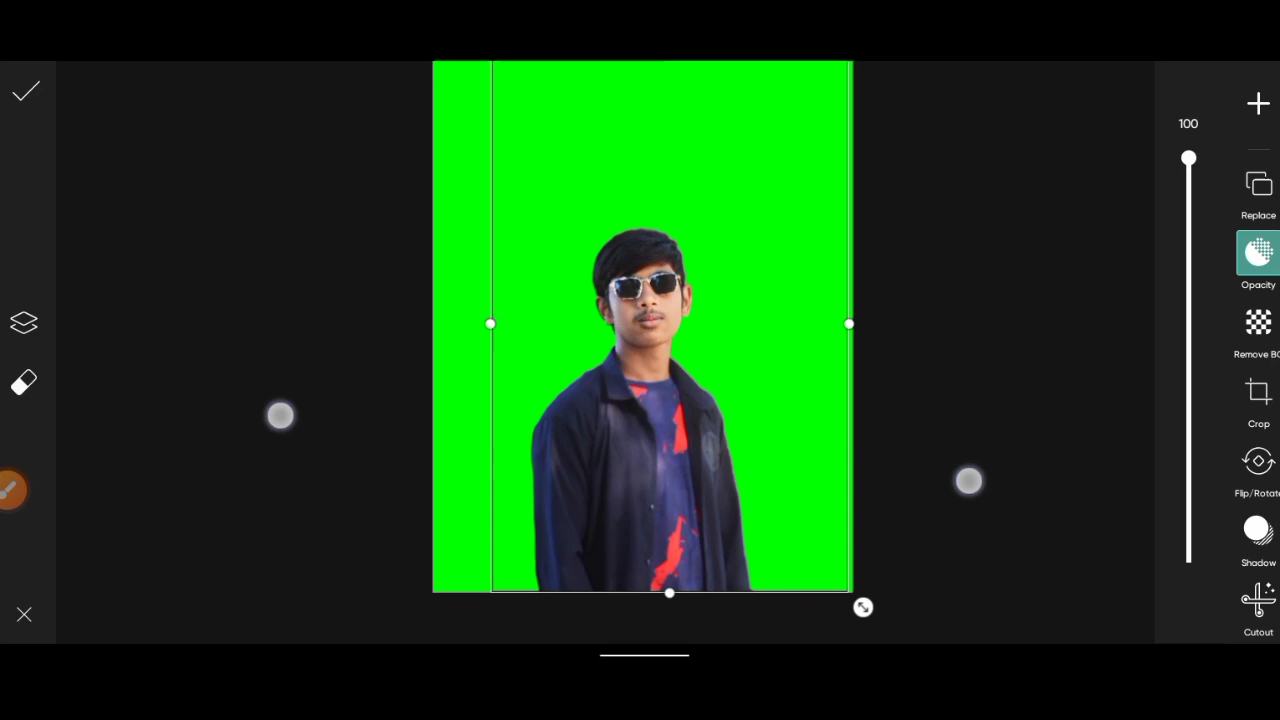 100
Replace
Opacity
Remove BG
Crop
Flip/Rotate
Shadow
Cutout